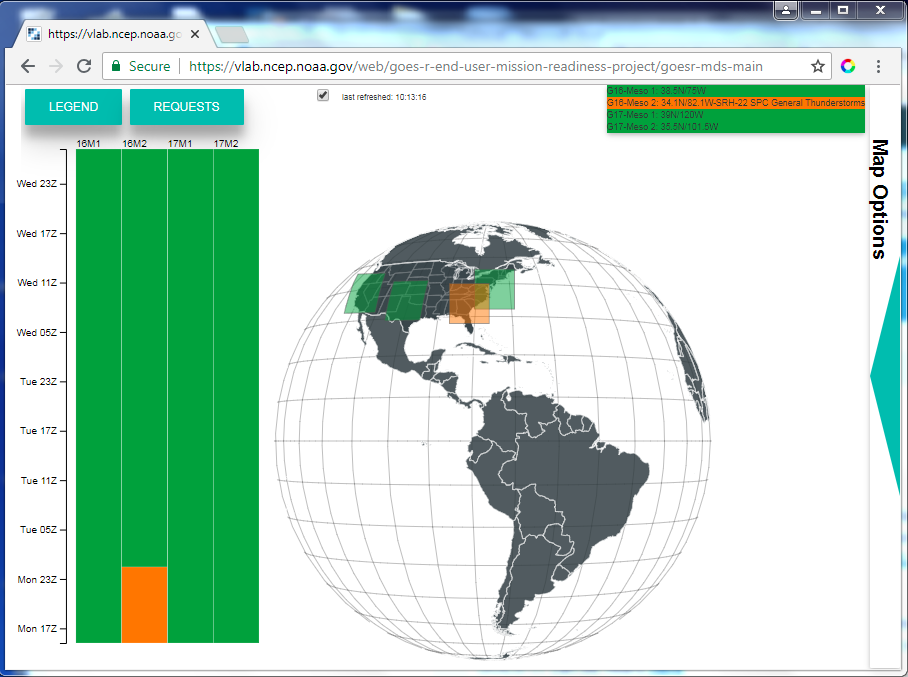 https://vlab.ncep.noaa.go
Secure
https://vlab.ncep.noaa.gov/web/goes-r-end-user-mission-readiness-project/goesr-mds-main
LEGEND
REQUESTS
last refreshed: 10:13:16
G16-Meso 1: 38.5N/75W
G16-Meso 2: 34.1N/82.1W-SRH-22 SPC General Thunderstorms
G17-Meso 1: 39N/120W
G17-Meso 2: 35.5N/101.5W
Map Options
16M1 16M2 17M1 17M2
Wed 23Z
Wed 17Z
Wed 11Z
Wed 05Z
Tue 23Z
Tue 17Z
Tue 11Z
Tue 05Z
Mon 23Z
Mon 17Z